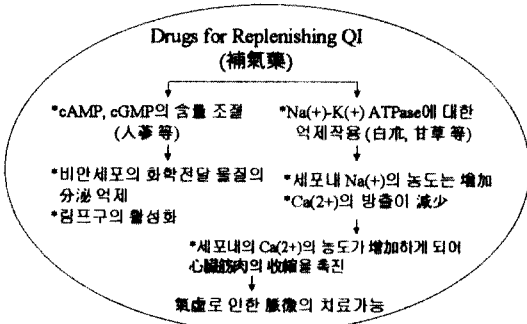 Drugs for Replenishing QI
(補氣藥)
*cAMP, cGMP의 含量 조절
(人蔘 等)
*Na(+)-K(+) ATPase에 대한
억제작용 (白朮, 甘草 等)
*비만세포의 화학전달 물질의
分泌 억제
*림프구의 활성화
*세포내 Na(+)의 농도는 增加
*Ca(2+)의 방출이 減少
*세포내의 Ca(2+)의 농도가 增加하게 되어
心臟筋肉의 收縮을 촉진
氣虛로 인한 脈微의 치료가능